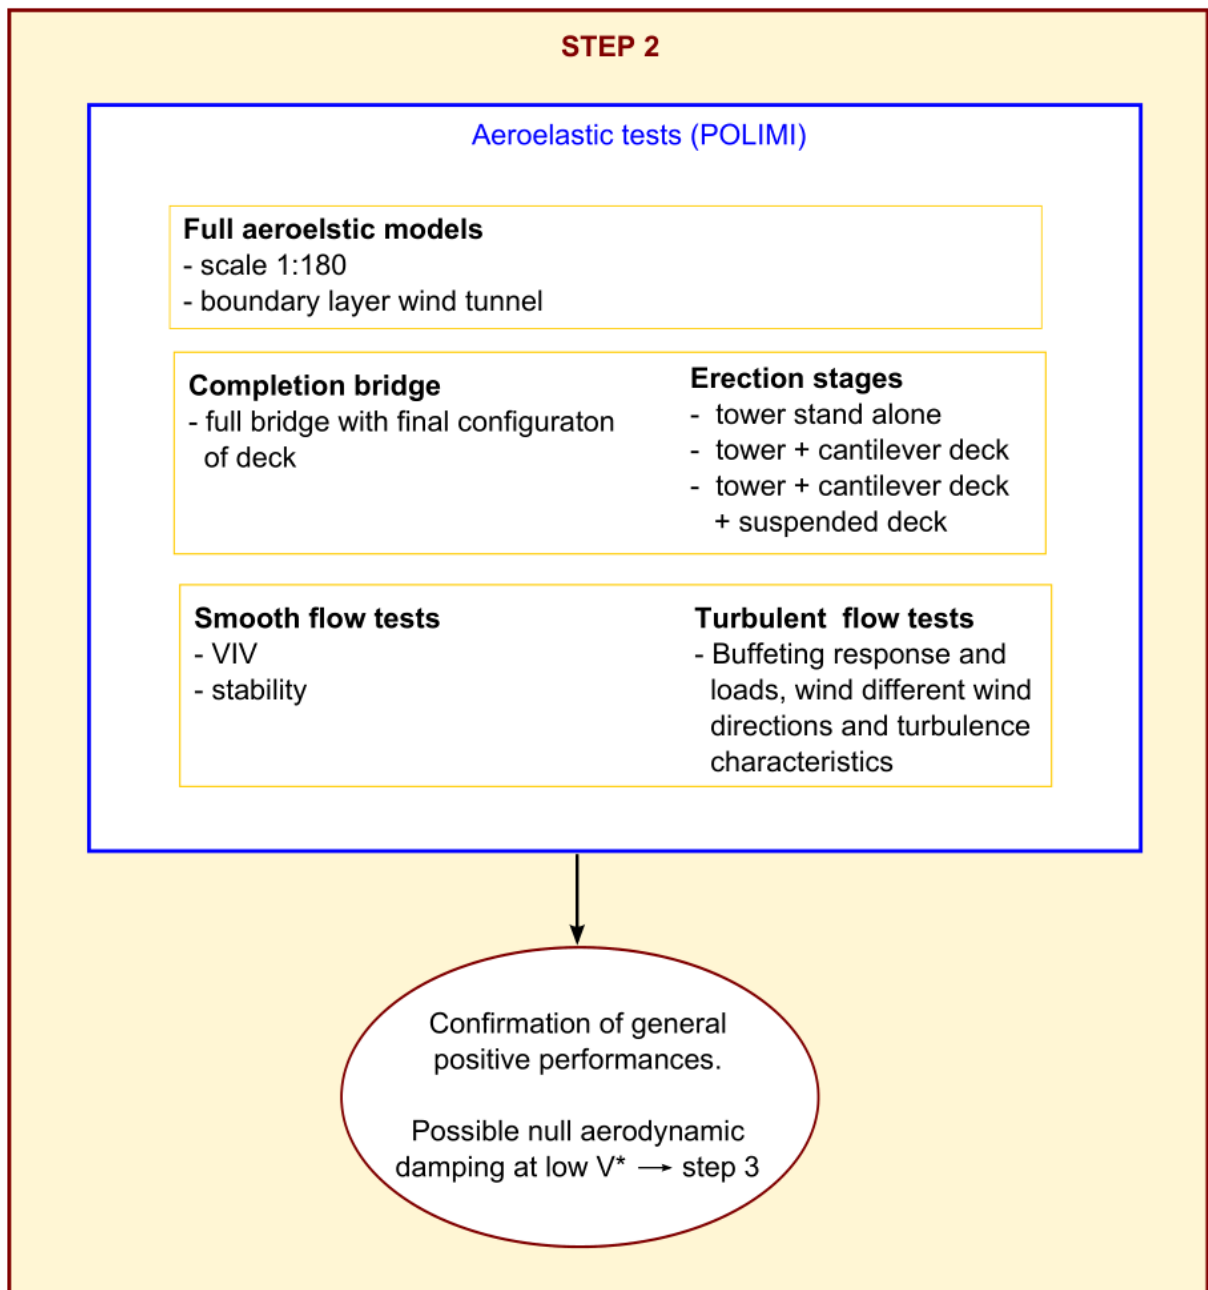 STEP 2
Aeroelastic tests (POLIMI)
Full aeroelstic models
- scale 1:180
- boundary layer wind tunnel
Completion bridge
- full bridge with final configuraton
of deck
Erection stages
- tower stand alone
- tower + cantilever deck
- tower + cantilever deck
+ suspended deck
Smooth flow tests
- VIV
- stability
Turbulent flow tests
- Buffeting response and
loads, wind different wind
directions and turbulence
characteristics
Confirmation of general
positive performances.
Possible null aerodynamic
damping at low V* → step 3